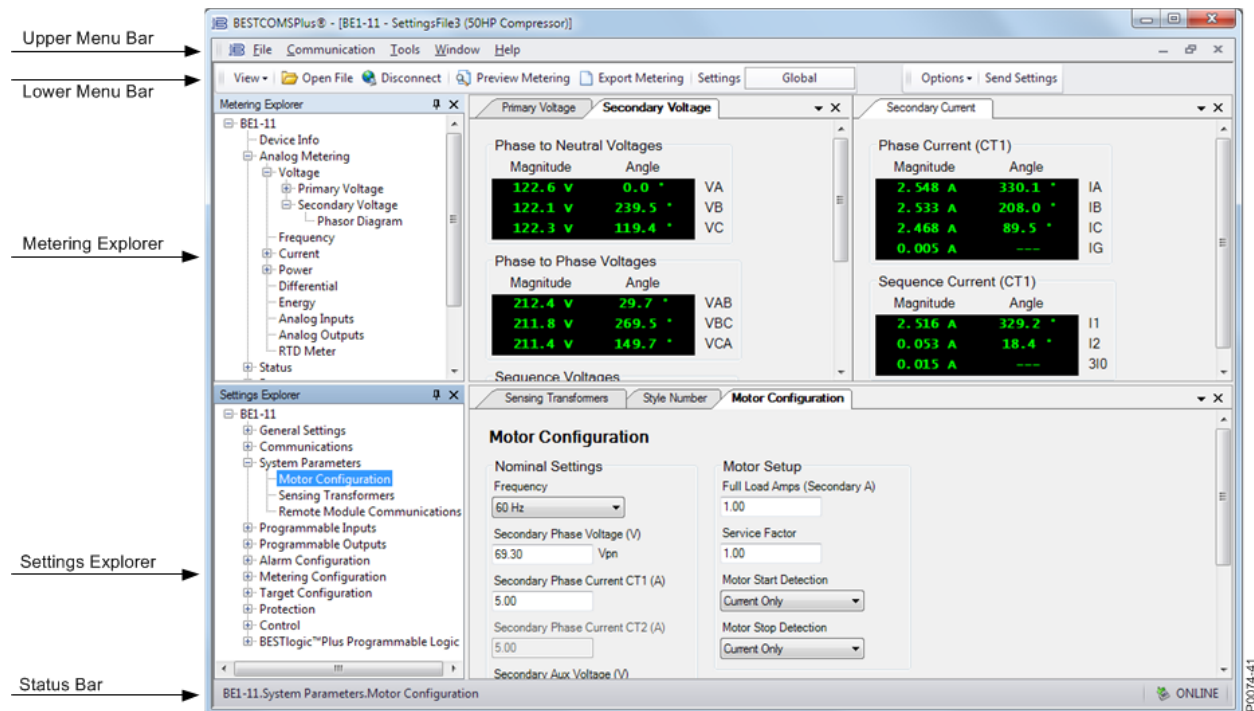 Upper Menu Bar
Lower Menu Bar
Metering Explorer
Settings Explorer
Status Bar
BESTCOMSPlus® - [BE1-11 - SettingsFile3 (50HP Compressor)]
File Communication Tools Window Help
View Open File Disconnect Preview Metering Export Metering Settings Global Options Send Settings
Metering Explorer
BE1-11
Device Info
Analog Metering
Voltage
Primary Voltage
Secondary Voltage
Phasor Diagram
Frequency
Current
Power
Differential
Energy
Analog Inputs
Analog Outputs
RTD Meter
Status
Primary Voltage Secondary Voltage
Phase to Neutral Voltages
Magnitude Angle
122.6 V 0.0 ° VA
122.1 V 239.5 ° VB
122.3 V 119.4 ° VC
Phase to Phase Voltages
Magnitude Angle
212.4 V 29.7 ° VAB
211.8 V 269.5 ° VBC
211.4 V 149.7 ° VCA
Sequence Voltages
Secondary Current
Phase Current (CT1)
Magnitude Angle
2.548 A 330.1 ° IA
2.533 A 208.0 ° IB
2.468 A 89.5 ° IC
0.005 A --- IG
Sequence Current (CT1)
Magnitude Angle
2.516 A 329.2 ° I1
0.053 A 18.4 ° I2
0.015 A --- 3I0
Settings Explorer
BE1-11
General Settings
Communications
System Parameters
Motor Configuration
Sensing Transformers
Remote Module Communications
Programmable Inputs
Programmable Outputs
Alarm Configuration
Metering Configuration
Target Configuration
Protection
Control
BESTlogic™Plus Programmable Logic
Sensing Transformers Style Number Motor Configuration
Motor Configuration
Nominal Settings
Frequency
60 Hz
Secondary Phase Voltage (V)
69.30 Vpn
Secondary Phase Current CT1 (A)
5.00
Secondary Phase Current CT2 (A)
5.00
Secondary Aux Voltage (V)
Motor Setup
Full Load Amps (Secondary A)
1.00
Service Factor
1.00
Motor Start Detection
Current Only
Motor Stop Detection
Current Only
BE1-11.System Parameters.Motor Configuration
ONLINE
P0074-41